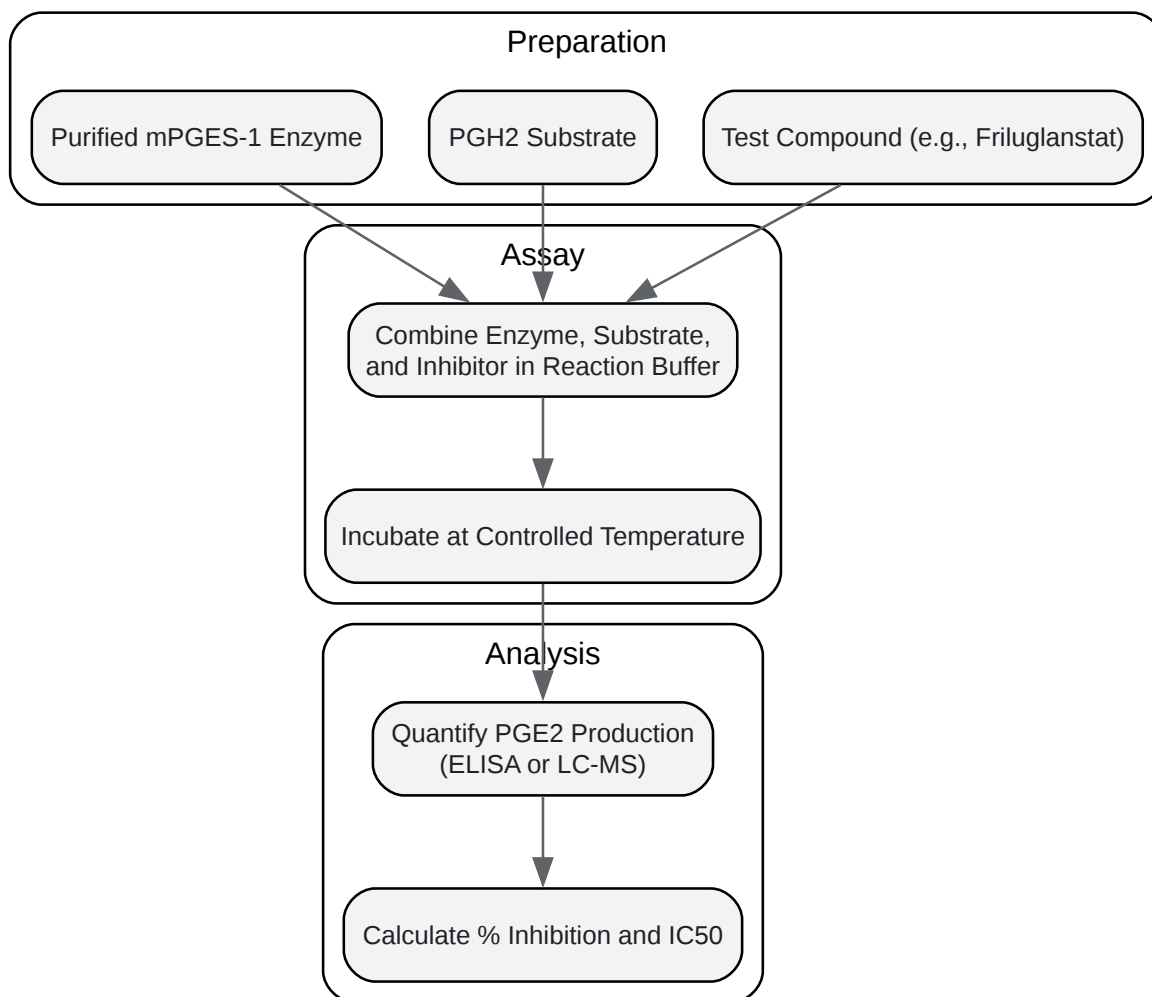 Preparation
Purified mPGES-1 Enzyme
PGH2 Substrate
Test Compound (e.g., Friluglanstat)
Assay
Combine Enzyme, Substrate,
and Inhibitor in Reaction Buffer
Incubate at Controlled Temperature
Analysis
Quantify PGE2 Production
(ELISA or LC-MS)
Calculate % Inhibition and IC50